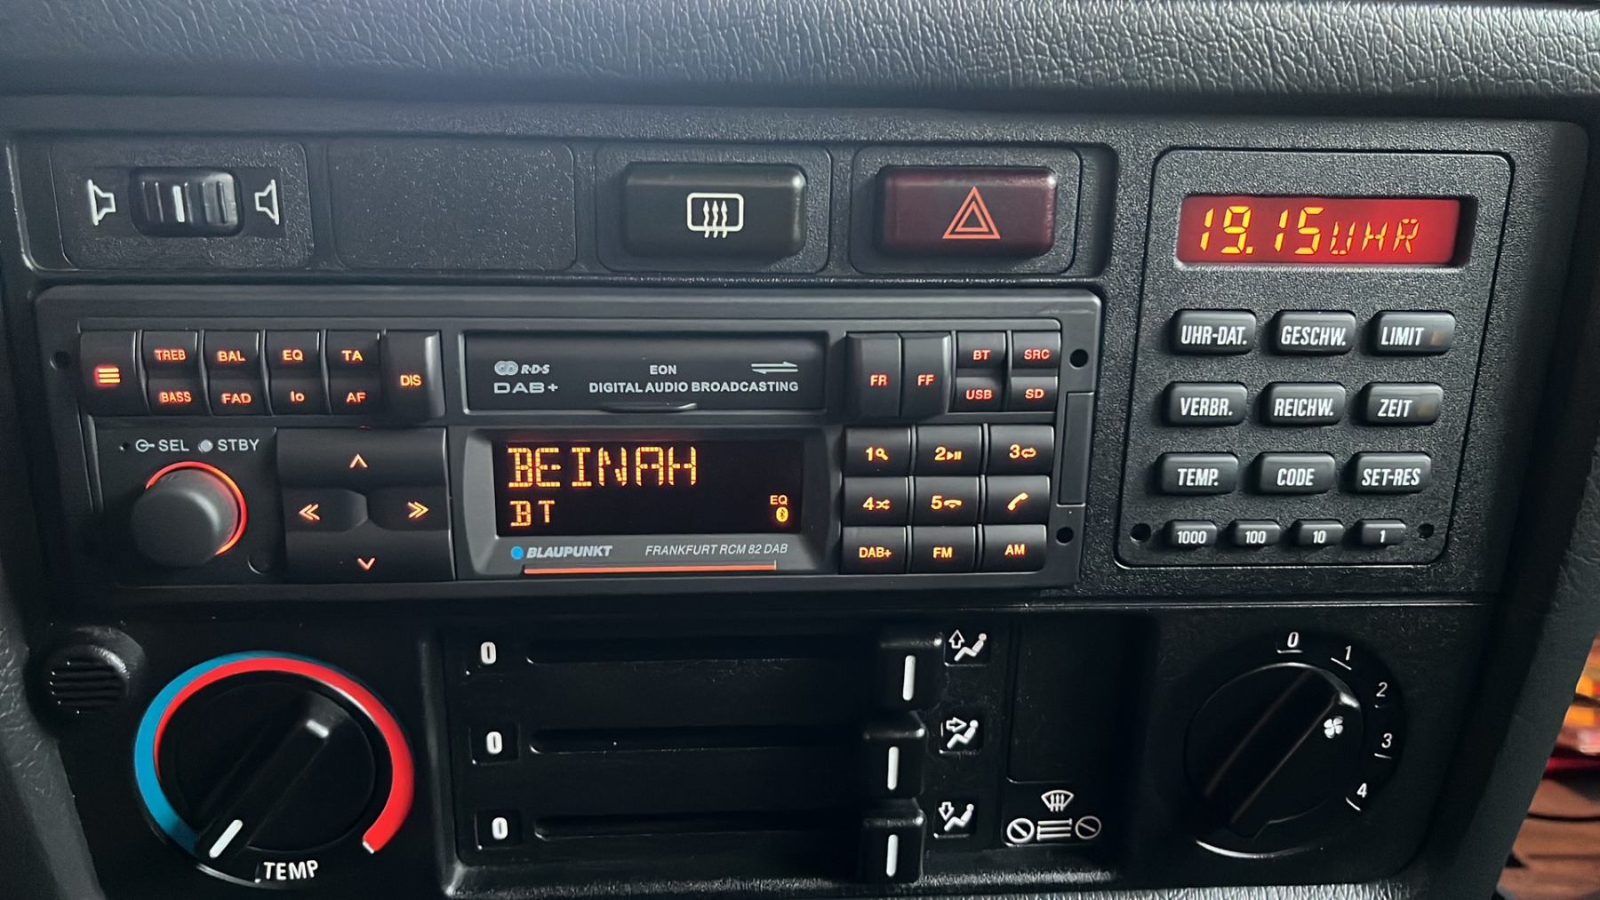 19.15UHR
UHR-DAT. GESCHW. LIMIT
VERBR. REICHW. ZEIT
TEMP. CODE SET-RES
1000 100 10 1
TREB BAL EQ TA
BASS FAD lo AF
DIS
R·D·S
DAB+
EON
DIGITAL AUDIO BROADCASTING
FR FF
BT SRC
USB SD
SEL STBY
BEINAH
BT
EQ
BLAUPUNKT FRANKFURT RCM 82 DAB
1 2 3
4 5
DAB+ FM AM
0
0
0
TEMP
0 1 2 3 4